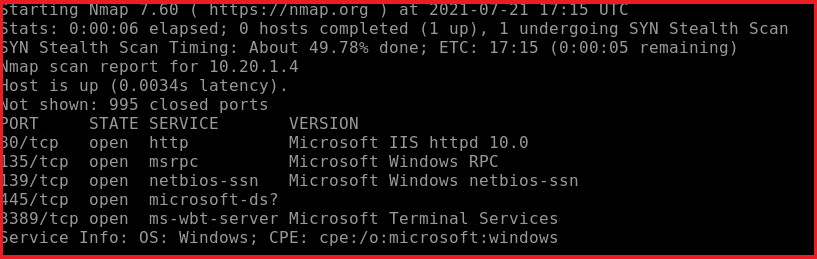 Starting Nmap 7.60 ( https://nmap.org ) at 2021-07-21 17:15 UTC
Stats: 0:00:06 elapsed; 0 hosts completed (1 up), 1 undergoing SYN Stealth Scan
SYN Stealth Scan Timing: About 49.78% done; ETC: 17:15 (0:00:05 remaining)
Nmap scan report for 10.20.1.4
Host is up (0.0034s latency).
Not shown: 995 closed ports
PORT     STATE SERVICE       VERSION
80/tcp   open  http          Microsoft IIS httpd 10.0
135/tcp  open  msrpc         Microsoft Windows RPC
139/tcp  open  netbios-ssn   Microsoft Windows netbios-ssn
445/tcp  open  microsoft-ds?
3389/tcp open  ms-wbt-server Microsoft Terminal Services
Service Info: OS: Windows; CPE: cpe:/o:microsoft:windows